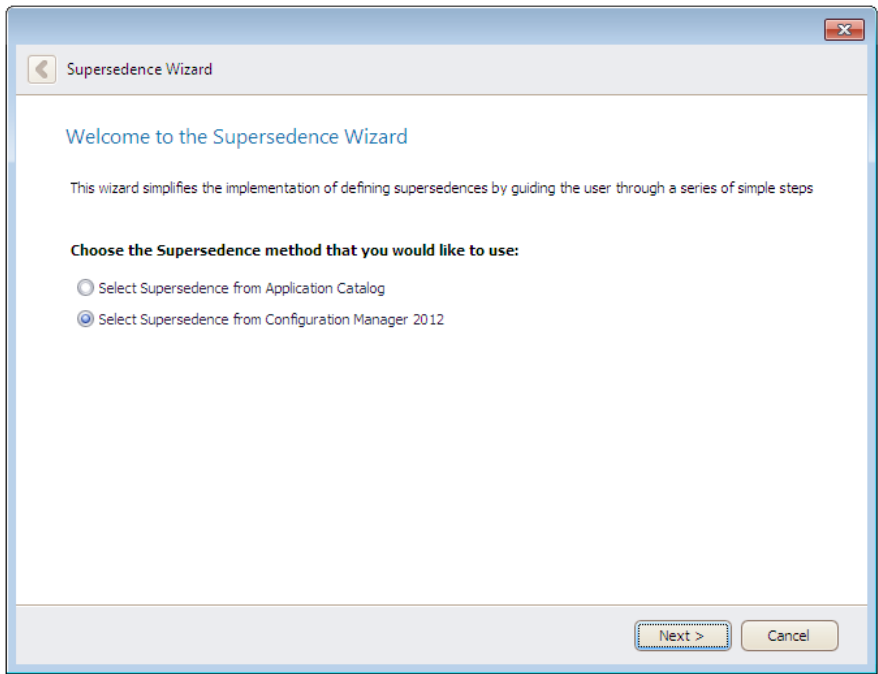 Supersedence Wizard
Welcome to the Supersedence Wizard
This wizard simplifies the implementation of defining supersedences by guiding the user through a series of simple steps
Choose the Supersedence method that you would like to use:
Select Supersedence from Application Catalog
Select Supersedence from Configuration Manager 2012
Next >
Cancel